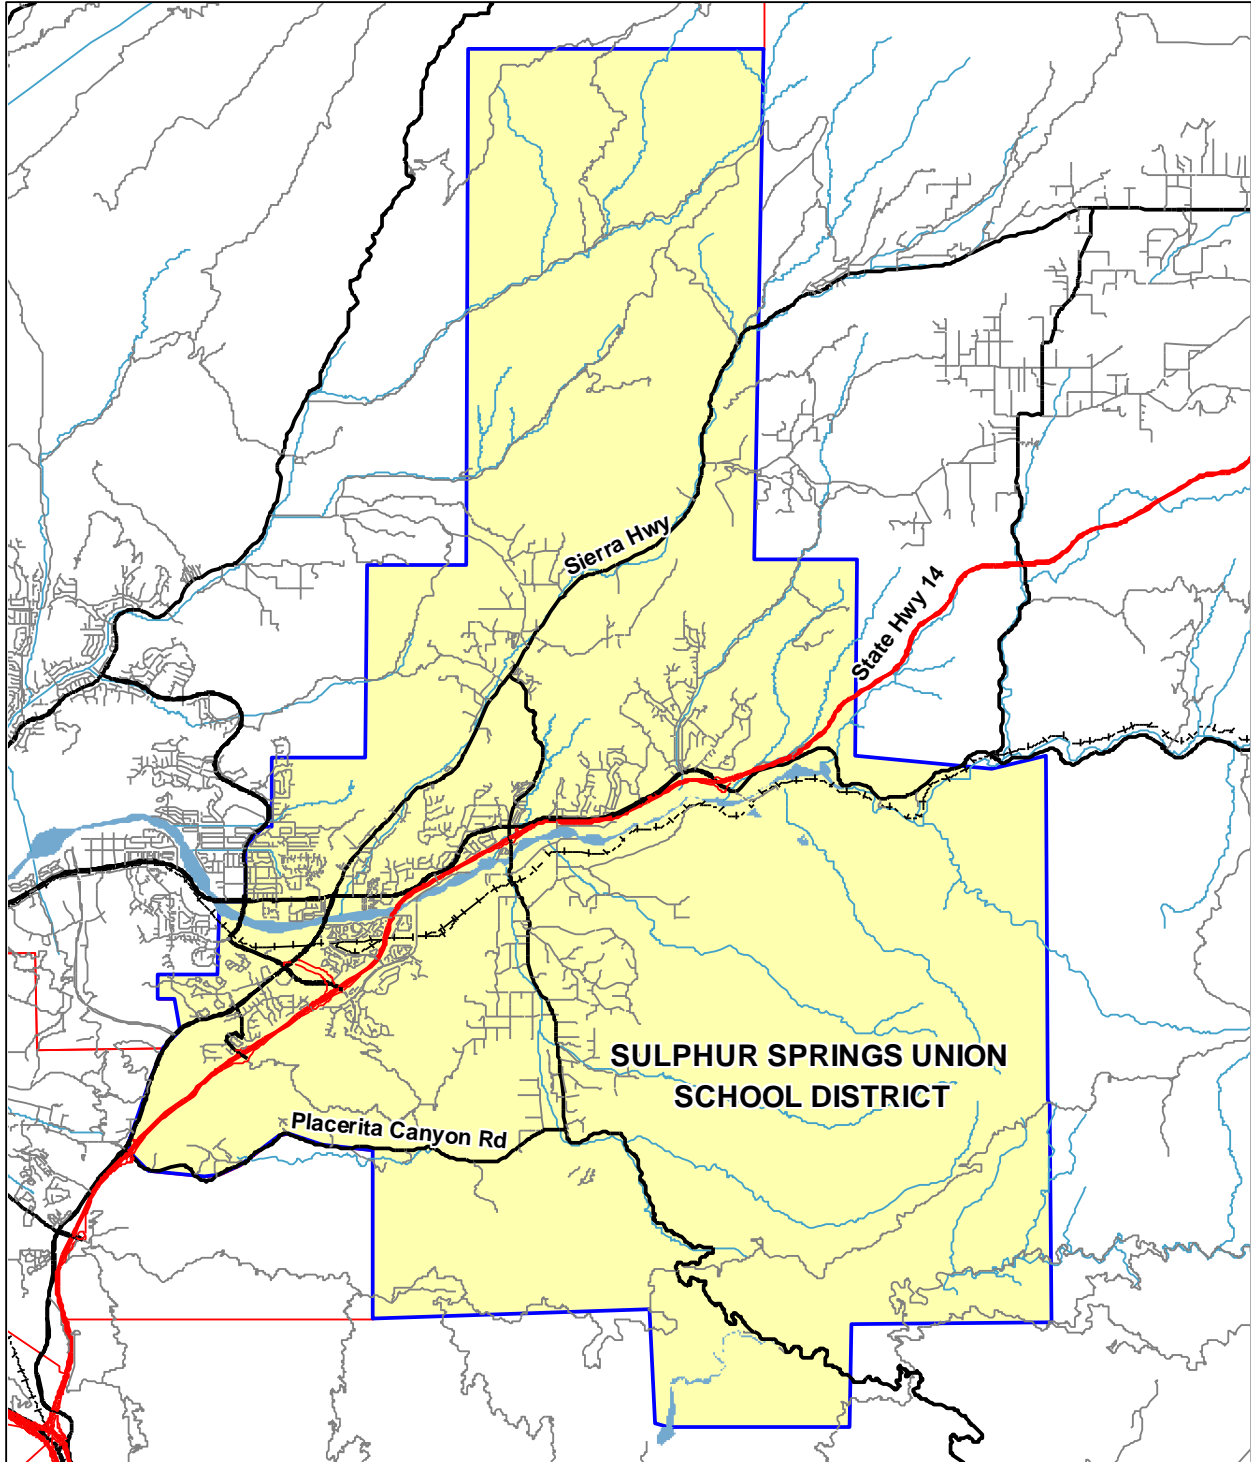 Sierra Hwy
State Hwy 14
SULPHUR SPRINGS UNION
SCHOOL DISTRICT
Placerita Canyon Rd